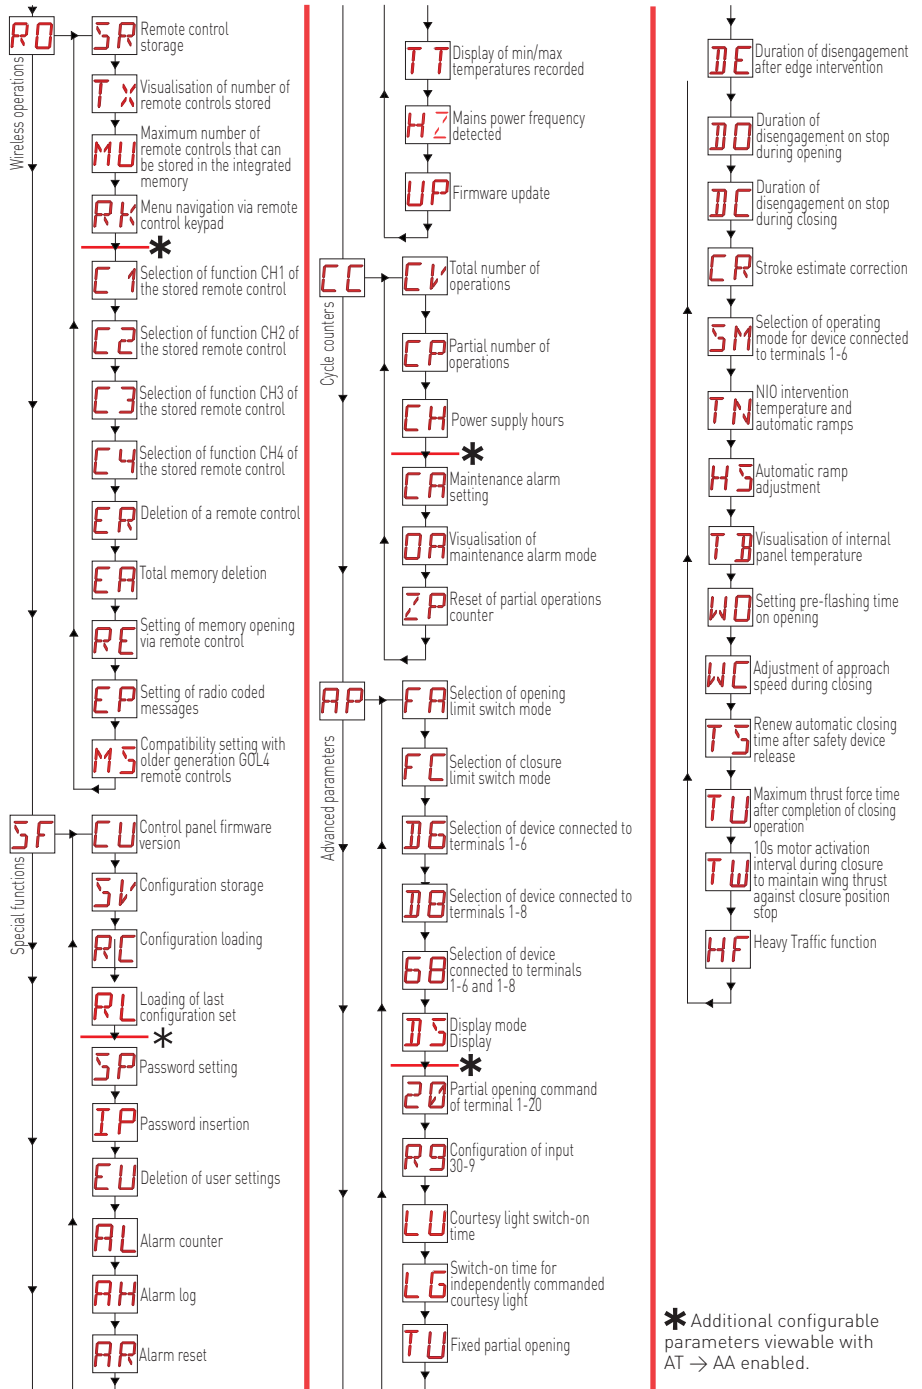 RO
Wireless operations
SR
Remote control
storage
TX
Visualisation of number of
remote controls stored
MU
Maximum number of
remote controls that can
be stored in the integrated
memory
RK
Menu navigation via remote
control keypad
*
C1
Selection of function CH1 of
the stored remote control
C2
Selection of function CH2 of
the stored remote control
C3
Selection of function CH3 of
the stored remote control
C4
Selection of function CH4 of
the stored remote control
ER
Deletion of a remote control
EA
Total memory deletion
RE
Setting of memory opening
via remote control
EP
Setting of radio coded
messages
MS
Compatibility setting with
older generation GOL4
remote controls
SF
Special functions
CU
Control panel firmware
version
SV
Configuration storage
RC
Configuration loading
RL
Loading of last
configuration set
*
SP
Password setting
IP
Password insertion
EU
Deletion of user settings
AL
Alarm counter
AH
Alarm log
AR
Alarm reset
TT
Display of min/max
temperatures recorded
HZ
Mains power frequency
detected
UP
Firmware update
CC
Cycle counters
CV
Total number of
operations
CP
Partial number of
operations
CH
Power supply hours
*
CA
Maintenance alarm
setting
OA
Visualisation of
maintenance alarm mode
ZP
Reset of partial operations
counter
AP
Advanced parameters
FA
Selection of opening
limit switch mode
FC
Selection of closure
limit switch mode
D6
Selection of device connected to
terminals 1-6
D8
Selection of device connected to
terminals 1-8
68
Selection of device
connected to terminals
1-6 and 1-8
DS
Display mode
Display
*
20
Partial opening command
of terminal 1-20
R9
Configuration of input
30-9
LU
Courtesy light switch-on
time
LG
Switch-on time for
independently commanded
courtesy light
TU
Fixed partial opening
DE
Duration of disengagement
after edge intervention
DO
Duration of
disengagement on stop
during opening
DC
Duration of
disengagement on stop
during closing
CR
Stroke estimate correction
SM
Selection of operating
mode for device connected
to terminals 1-6
TN
NIO intervention
temperature and
automatic ramps
HS
Automatic ramp
adjustment
TB
Visualisation of internal
panel temperature
WO
Setting pre-flashing time
on opening
WC
Adjustment of approach
speed during closing
TS
Renew automatic closing
time after safety device
release
TU
Maximum thrust force time
after completion of closing
operation
TW
10s motor activation
interval during closure
to maintain wing thrust
against closure position
stop
HF
Heavy Traffic function
* Additional configurable
parameters viewable with
AT → AA enabled.